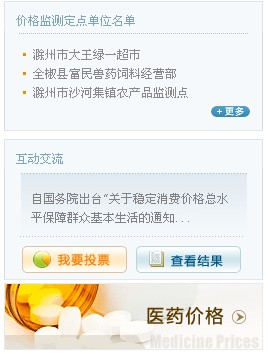 价格监测定点单位名单
滁州市大王绿一超市
全椒县富民兽药饲料经营部
滁州市沙河集镇农产品监测点
+更多
互动交流
自国务院出台“关于稳定消费价格总水
平保障群众基本生活的通知...
我要投票
查看结果
医药价格
Medicine Prices